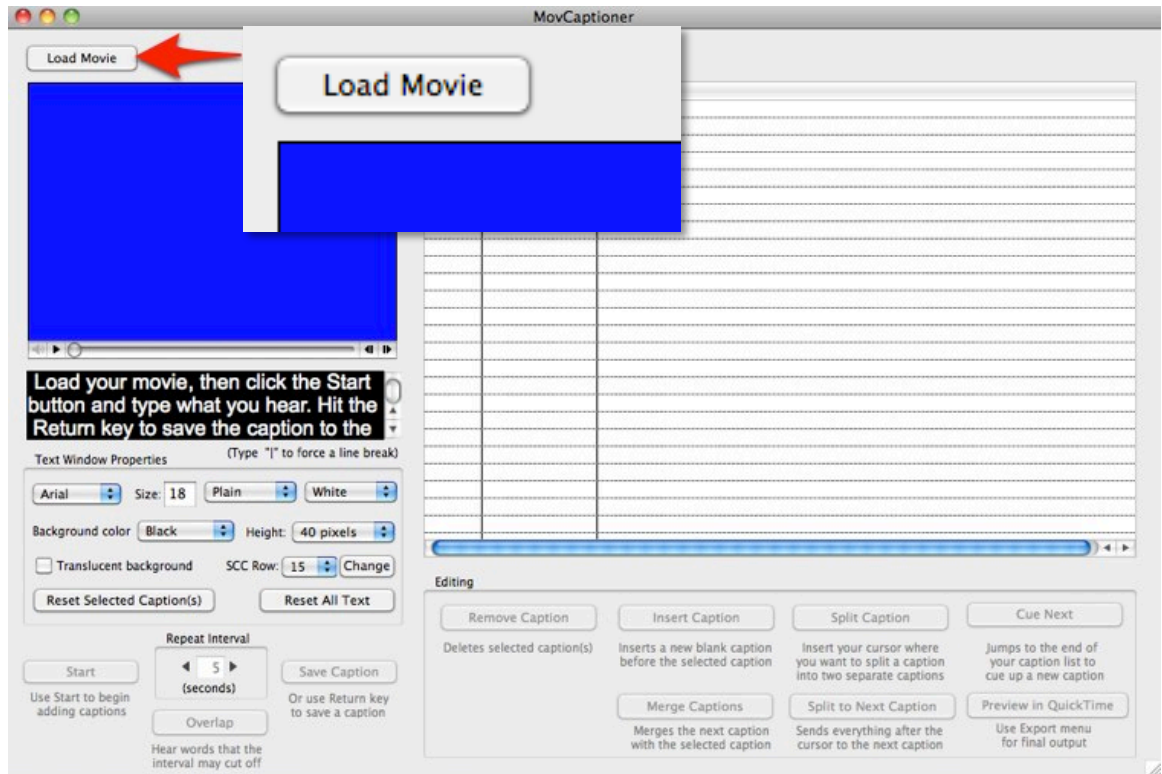 MovCaptioner
Load Movie
Load Movie
Load your movie, then click the Start
button and type what you hear. Hit the
Return key to save the caption to the
Text Window Properties
(Type "|" to force a line break)
Arial Size: 18 Plain White
Background color Black Height: 40 pixels
Translucent background SCC Row: 15 Change
Reset Selected Caption(s) Reset All Text
Repeat Interval
Start
Use Start to begin
adding captions
5
(seconds)
Overlap
Hear words that the
interval may cut off
Save Caption
Or use Return key
to save a caption
Editing
Remove Caption
Deletes selected caption(s)
Insert Caption
Inserts a new blank caption
before the selected caption
Split Caption
Insert your cursor where
you want to split a caption
into two separate captions
Cue Next
Jumps to the end of
your caption list to
cue up a new caption
Merge Captions
Merges the next caption
with the selected caption
Split to Next Caption
Sends everything after the
cursor to the next caption
Preview in QuickTime
Use Export menu
for final output